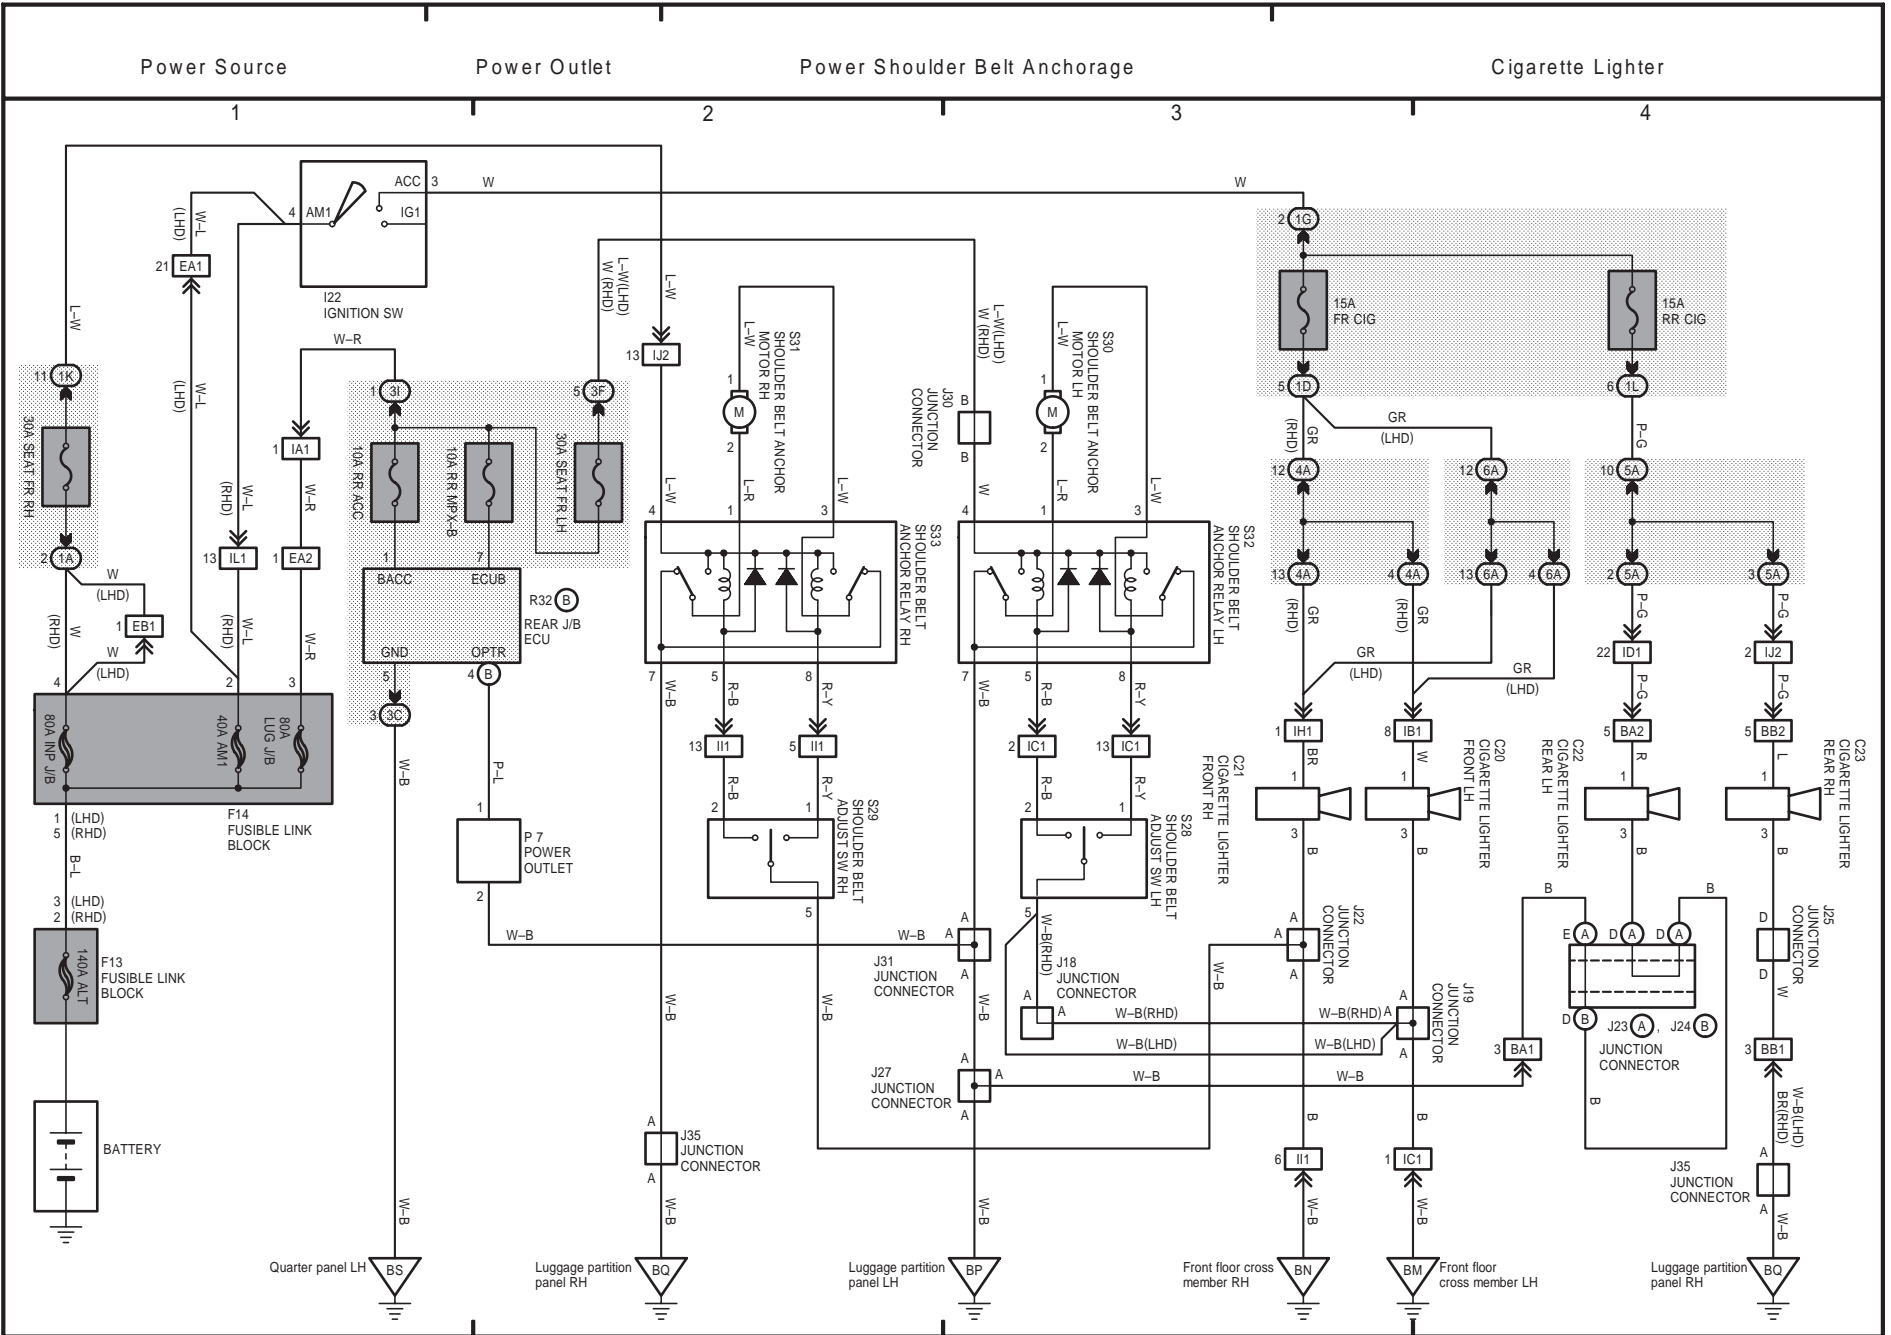 Power Source
Power Outlet
Power Shoulder Belt Anchorage
Cigarette Lighter
1
2
3
4
ACC
3
W
W
4
AM1
IG1
I22
IGNITION SW
W–L
(LHD)
21
EA1
W–L
(LHD)
L–W
11
1K
30A SEAT FR RH
2
1A
W
(LHD)
1
EB1
W
(LHD)
W
(RHD)
W–R
1
IA1
W–R
1
EA2
W–R
W–L
(RHD)
13
IL1
W–L
(RHD)
4
2
3
80A INP J/B
40A AM1
80A
LUG J/B
F14
FUSIBLE LINK
BLOCK
1 (LHD)
5 (RHD)
B–L
3 (LHD)
2 (RHD)
140A ALT
F13
FUSIBLE LINK
BLOCK
BATTERY
1
3I
5
3F
10A RR ACC
10A RR MPX–B
30A SEAT FR LH
1
7
BACC
ECUB
R32
B
REAR J/B
ECU
GND
OPTR
5
4
B
3
3C
W–B
P–L
1
P 7
POWER
OUTLET
2
W–B
W–B
W–B
Quarter panel LH
BS
L–W(LHD)
W (RHD)
L–W
13
IJ2
L–W
4
L–W
S31
SHOULDER BELT ANCHOR
MOTOR RH
1
M
2
L–R
1
L–W
3
S33
SHOULDER BELT
ANCHOR RELAY RH
7
5
8
W–B
R–B
R–Y
13
II1
5
II1
R–B
R–Y
2
1
S29
SHOULDER BELT
ADJUST SW RH
5
W–B
W–B
A
J35
JUNCTION
CONNECTOR
A
W–B
Luggage partition
panel RH
BQ
L–W(LHD)
W (RHD)
J30
JUNCTION
CONNECTOR
B
B
W
4
L–W
S30
SHOULDER BELT ANCHOR
MOTOR LH
1
M
2
L–R
1
L–W
3
S32
SHOULDER BELT
ANCHOR RELAY LH
7
5
8
W–B
R–B
R–Y
2
IC1
13
IC1
R–B
R–Y
2
1
S28
SHOULDER BELT
ADJUST SW LH
5
W–B(RHD)
A
A
A
J31
JUNCTION
CONNECTOR
W–B
J18
JUNCTION
CONNECTOR
A
A
W–B(RHD)
W–B(RHD)
A
W–B(LHD)
W–B(LHD)
A
A
A
J27
JUNCTION
CONNECTOR
W–B
W–B
W–B
Luggage partition
panel LH
BP
2
1G
15A
FR CIG
15A
RR CIG
5
1D
6
1L
GR
(LHD)
GR
(RHD)
P–G
12
4A
12
6A
10
5A
13
4A
4
4A
13
6A
4
6A
2
5A
3
5A
GR
(RHD)
GR
(RHD)
GR
(LHD)
GR
(LHD)
P–G
P–G
22
ID1
2
IJ2
P–G
P–G
1
IH1
8
IB1
5
BA2
5
BB2
BR
W
R
L
1
1
1
1
C21
CIGARETTE LIGHTER
FRONT RH
C20
CIGARETTE LIGHTER
FRONT LH
C22
CIGARETTE LIGHTER
REAR LH
C23
CIGARETTE LIGHTER
REAR RH
3
3
3
3
B
B
B
B
A
A
A
J22
JUNCTION
CONNECTOR
W–B
A
A
J19
JUNCTION
CONNECTOR
B
B
E
A
D
A
D
A
D
B
J23
A
, J24
B
JUNCTION
CONNECTOR
3
BA1
B
D
D
J25
JUNCTION
CONNECTOR
W
3
BB1
W–B(LHD)
BR(RHD)
A
J35
JUNCTION
CONNECTOR
A
W–B
B
B
6
II1
1
IC1
W–B
W–B
Front floor cross
member RH
BN
BM
Front floor
cross member LH
Luggage partition
panel RH
BQ